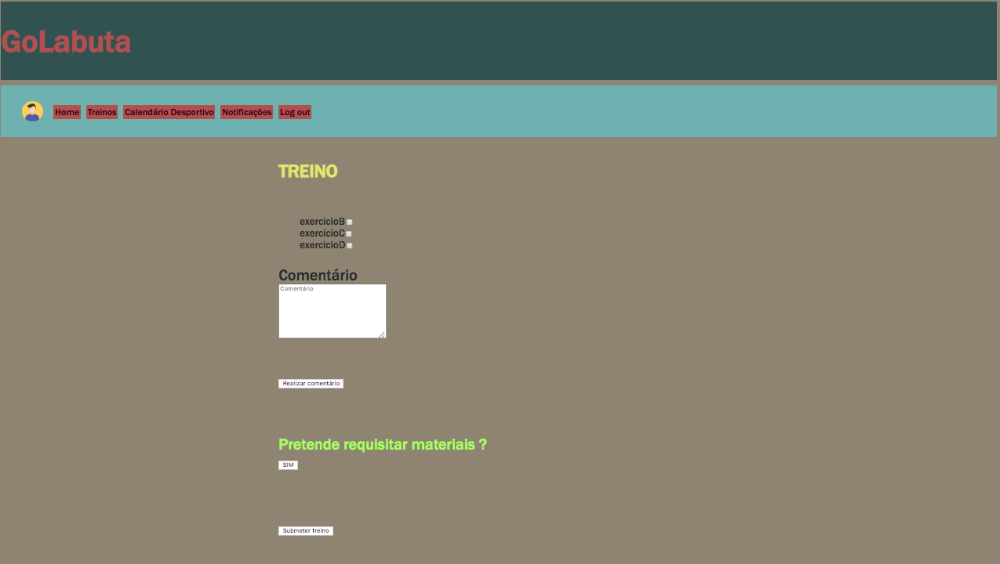 GoLabuta
Home Treinos Calendário Desportivo Notificações Log out
TREINO
exercicioB
exercicioC
exercicioD
Comentário
Comentário
Realizar comentário
Pretende requisitar materiais ?
SIM
Submeter treino